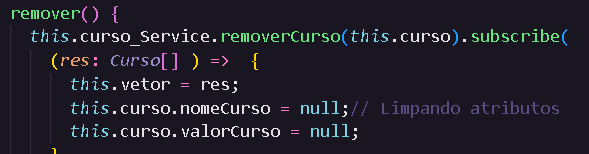 remover() {
this.curso_Service.removerCurso(this.curso).subscribe(
(res: Curso[] ) =>  {
this.vetor = res;
this.curso.nomeCurso = null;// Limpando atributos
this.curso.valorCurso = null;
}